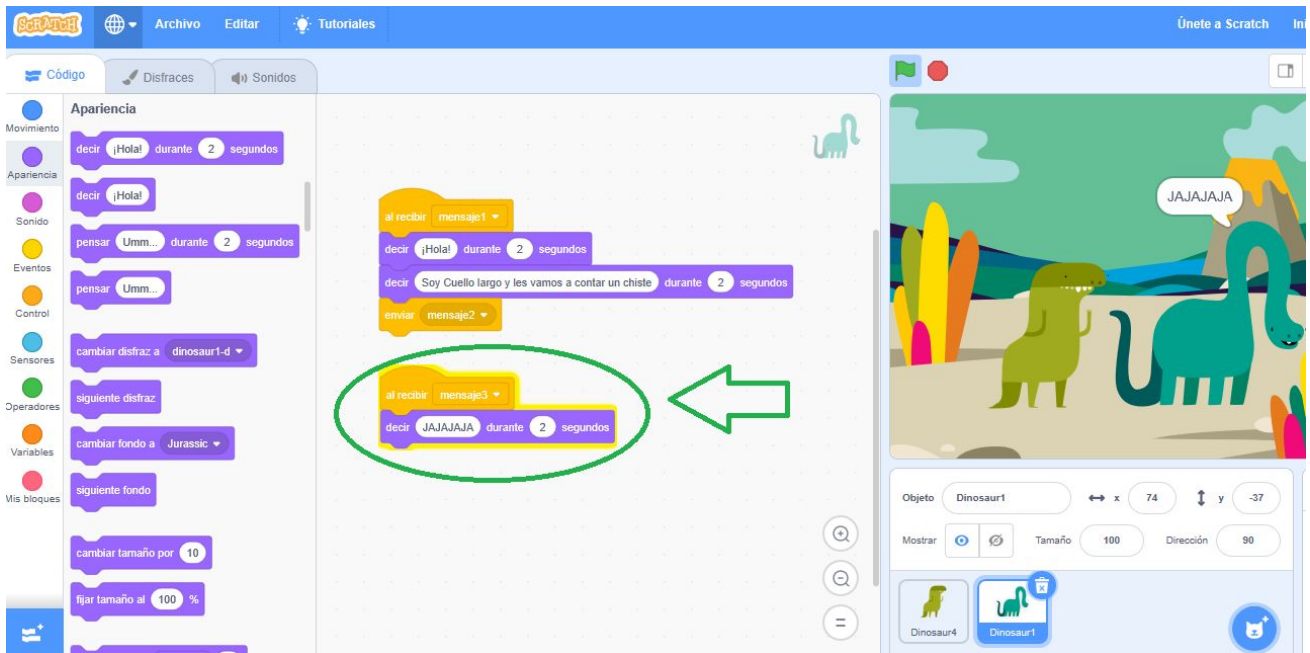 SCRATCH
Archivo
Editar
Tutoriales
Únete a Scratch
Código
Disfraces
Sonidos
Movimiento
Apariencia
Sonido
Eventos
Control
Sensores
Operadores
Variables
Mis bloques
Apariencia
decir ¡Hola! durante 2 segundos
decir ¡Hola!
pensar Umm... durante 2 segundos
pensar Umm...
cambiar disfraz a dinosaur1-d
siguiente disfraz
cambiar fondo a Jurassic
siguiente fondo
cambiar tamaño por 10
fijar tamaño al 100 %
al recibir mensaje1
decir ¡Hola! durante 2 segundos
decir Soy Cuello largo y les vamos a contar un chiste durante 2 segundos
enviar mensaje2
al recibir mensaje3
decir JAJAJAJA durante 2 segundos
JAJAJAJA
Objeto Dinosaur1 x 74 y -37
Mostrar Tamaño 100 Dirección 90
Dinosaur4
Dinosaur1